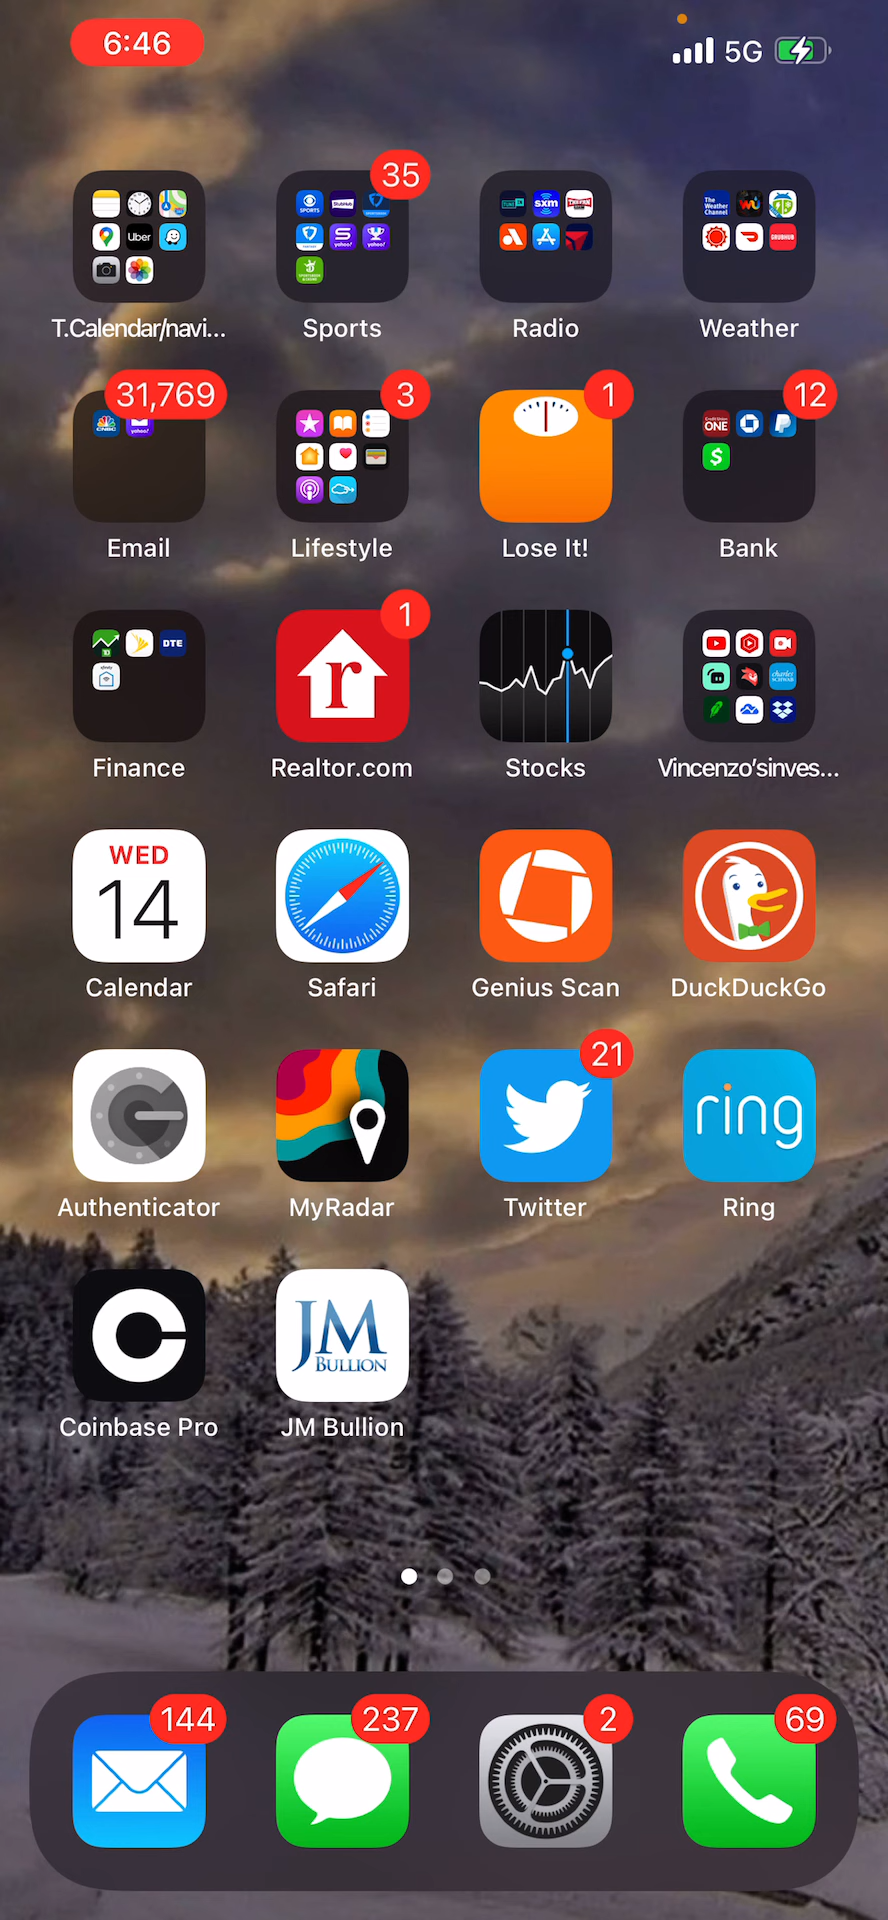 6:46
5G
35
T.Calendar/navi...
Sports
Radio
Weather
31,769
3
1
12
Email
Lifestyle
Lose It!
Bank
1
Finance
Realtor.com
Stocks
Vincenzo'sinves...
WED
14
Calendar
Safari
Genius Scan
DuckDuckGo
21
ring
Authenticator
MyRadar
Twitter
Ring
JM
BULLION
Coinbase Pro
JM Bullion
144
237
2
69